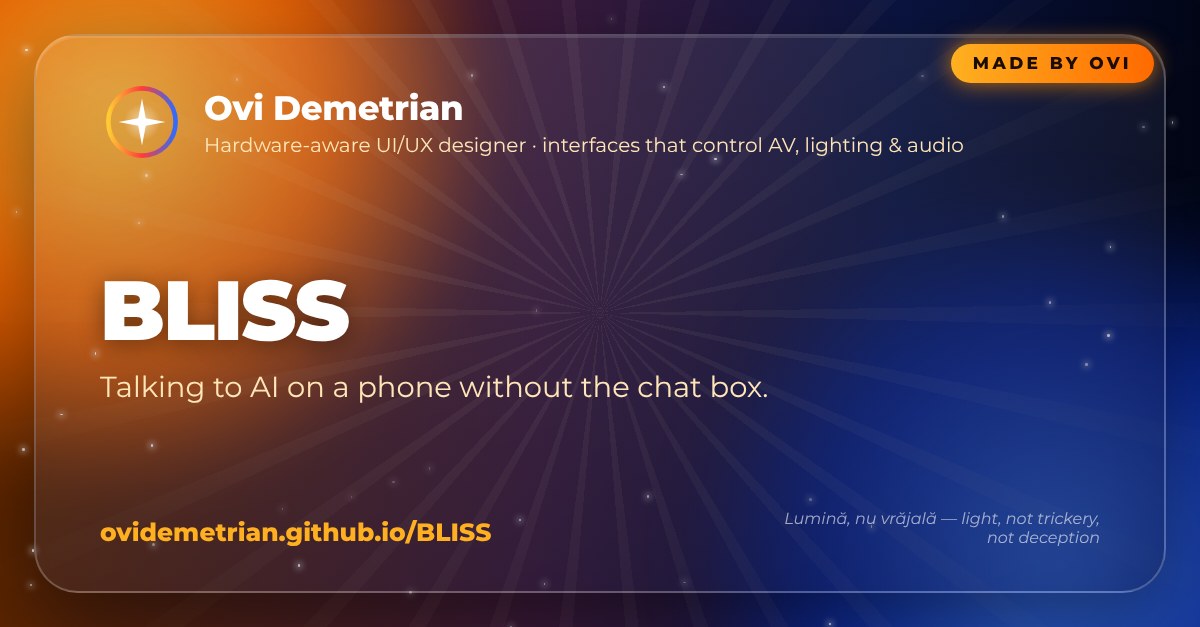 MADE BY OVI
Ovi Demetrian
Hardware-aware UI/UX designer · interfaces that control AV, lighting & audio
BLISS
Talking to AI on a phone without the chat box.
ovidemetrian.github.io/BLISS
Lumină, nu vrăjală — light, not trickery,
not deception